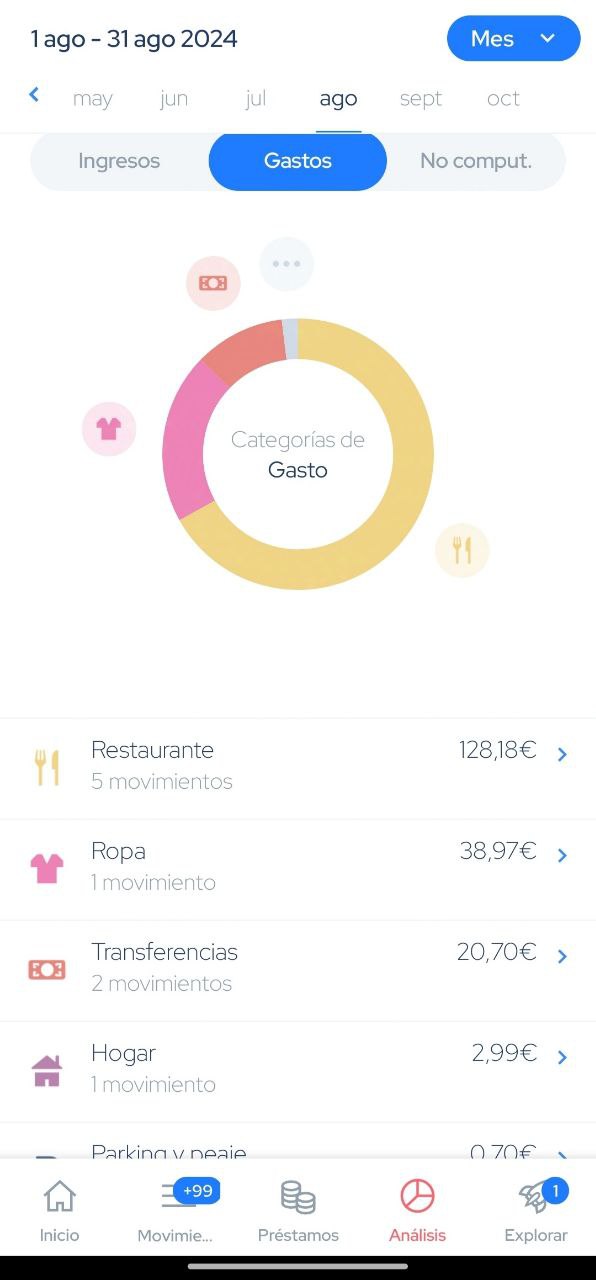 1 ago - 31 ago 2024
Mes
may jun jul ago sept oct
Ingresos Gastos No comput.
Categorías de
Gasto
Restaurante 128,18€
5 movimientos
Ropa 38,97€
1 movimiento
Transferencias 20,70€
2 movimientos
Hogar 2,99€
1 movimiento
Parking y peaje 0,70€
+99 1
Inicio Movimie... Préstamos Análisis Explorar